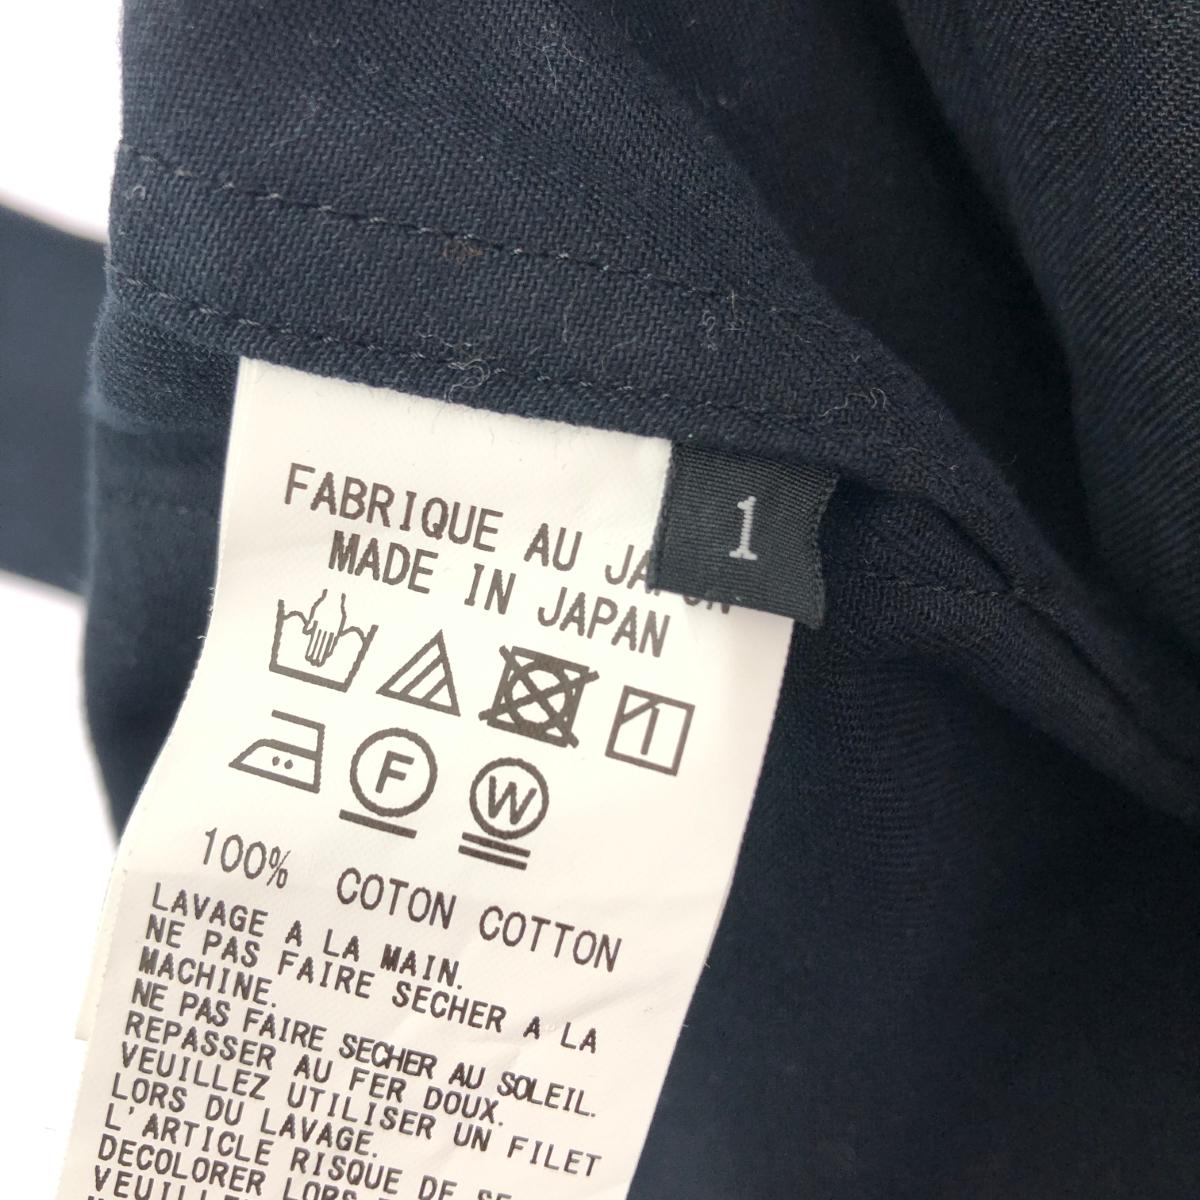 FABRIQUE AU JAPON
1
MADE IN JAPAN
F
W
100% COTON COTTON
LAVAGE A LA MAIN.
NE PAS FAIRE SECHER A LA
MACHINE.
NE PAS FAIRE SECHER AU SOLEIL.
REPASSER AU FER DOUX.
VEUILLEZ UTILISER UN FILET
LORS DU LAVAGE.
L'ARTICLE RISQUE DE SE
DECOLORER LORS